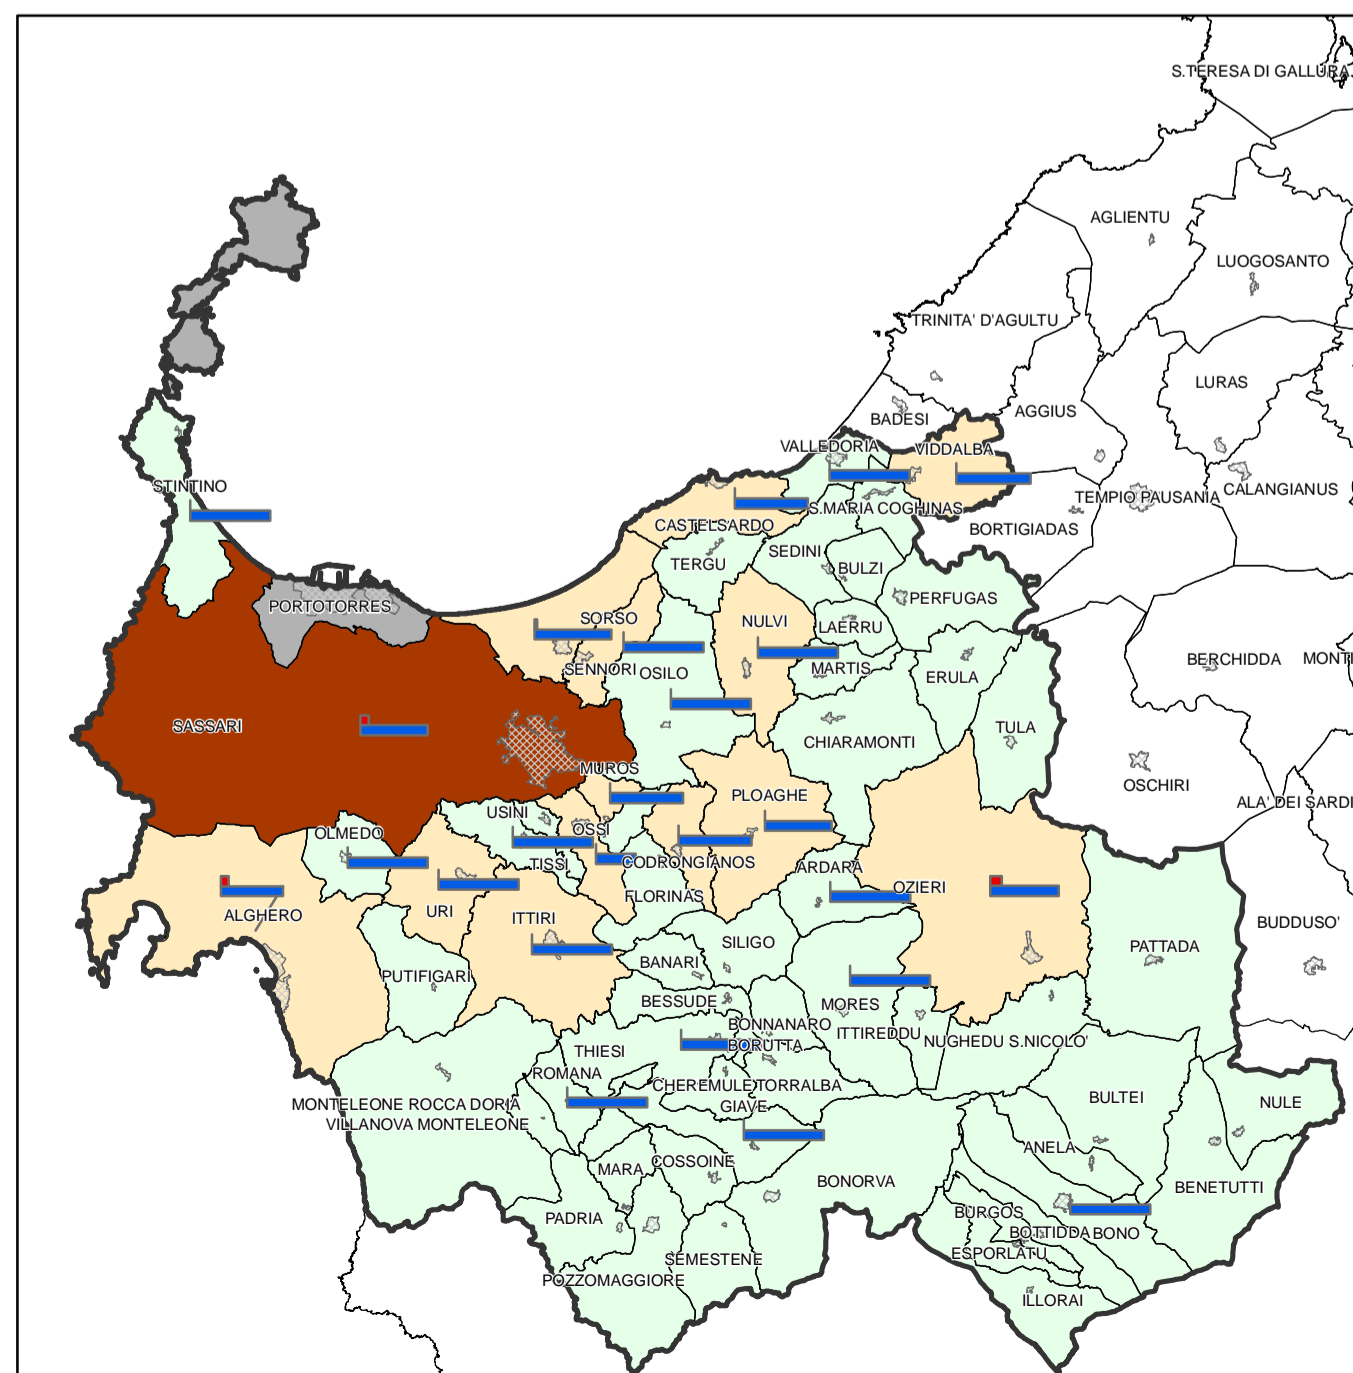 S.TERESA DI GALLURA
AGLIENTU
LUOGOSANTO
TRINITA' D'AGULTU
LURAS
BADESI
AGGIUS
VALLEDORIA
VIDDALBA
STINTINO
TEMPIO PAUSANIA
CALANGIANUS
CASTELSARDO
S.MARIA COGHINAS
BORTIGIADAS
SEDINI
TERGU
BULZI
PORTOTORRES
PERFUGAS
SORSO
NULVI
LAERRU
SENNORI
OSILO
MARTIS
ERULA
BERCHIDDA
MONTI
SASSARI
TULA
CHIARAMONTI
MUROS
OSCHIRI
PLOAGHE
ALA' DEI SARDI
USINI
OSSI
OLMEDO
TISSI
CODRONGIANOS
ARDARA
OZIERI
FLORINAS
ALGHERO
URI
ITTIRI
BUDDUSO'
SILIGO
PATTADA
BANARI
PUTIFIGARI
BESSUDE
MORES
BONNANARO
ITTIREDDU
NUGHEDU S.NICOLO'
BORUTTA
THIESI
ROMANA
CHEREMULE
TORRALBA
BULTEI
MONTELEONE ROCCA DORIA
GIAVE
NULE
VILLANOVA MONTELEONE
ANELA
COSSOINE
MARA
BONORVA
BENETUTTI
PADRIA
BURGOS
BOTTIDDA
BONO
ESPORLATU
SEMESTENE
POZZOMAGGIORE
ILLORAI